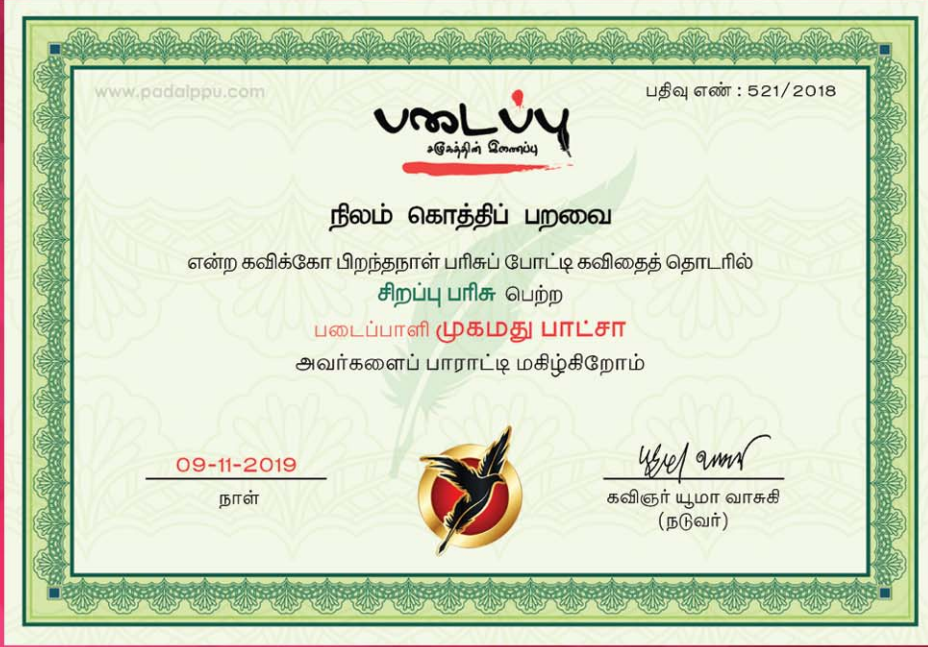 www.padaippu.com
பதிவு எண் : 521/2018
படைப்பு
சமூகத்தின் இணைப்பு
நிலம் கொத்திப் பறவை
என்ற கவிக்கோ பிறந்தநாள் பரிசுப் போட்டி கவிதைத் தொடரில்
சிறப்பு பரிசு பெற்ற
படைப்பாளி முகமது பாட்சா
அவர்களைப் பாராட்டி மகிழ்கிறோம்
09-11-2019
நாள்
கவிஞர் யூமா வாசுகி
(நடுவர்)